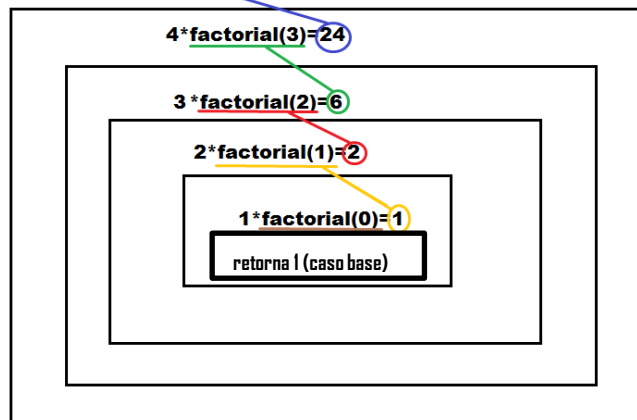 4*factorial(3)=24
3*factorial(2)=6
2*factorial(1)=2
1*factorial(0)=1
retorna 1 (caso base)